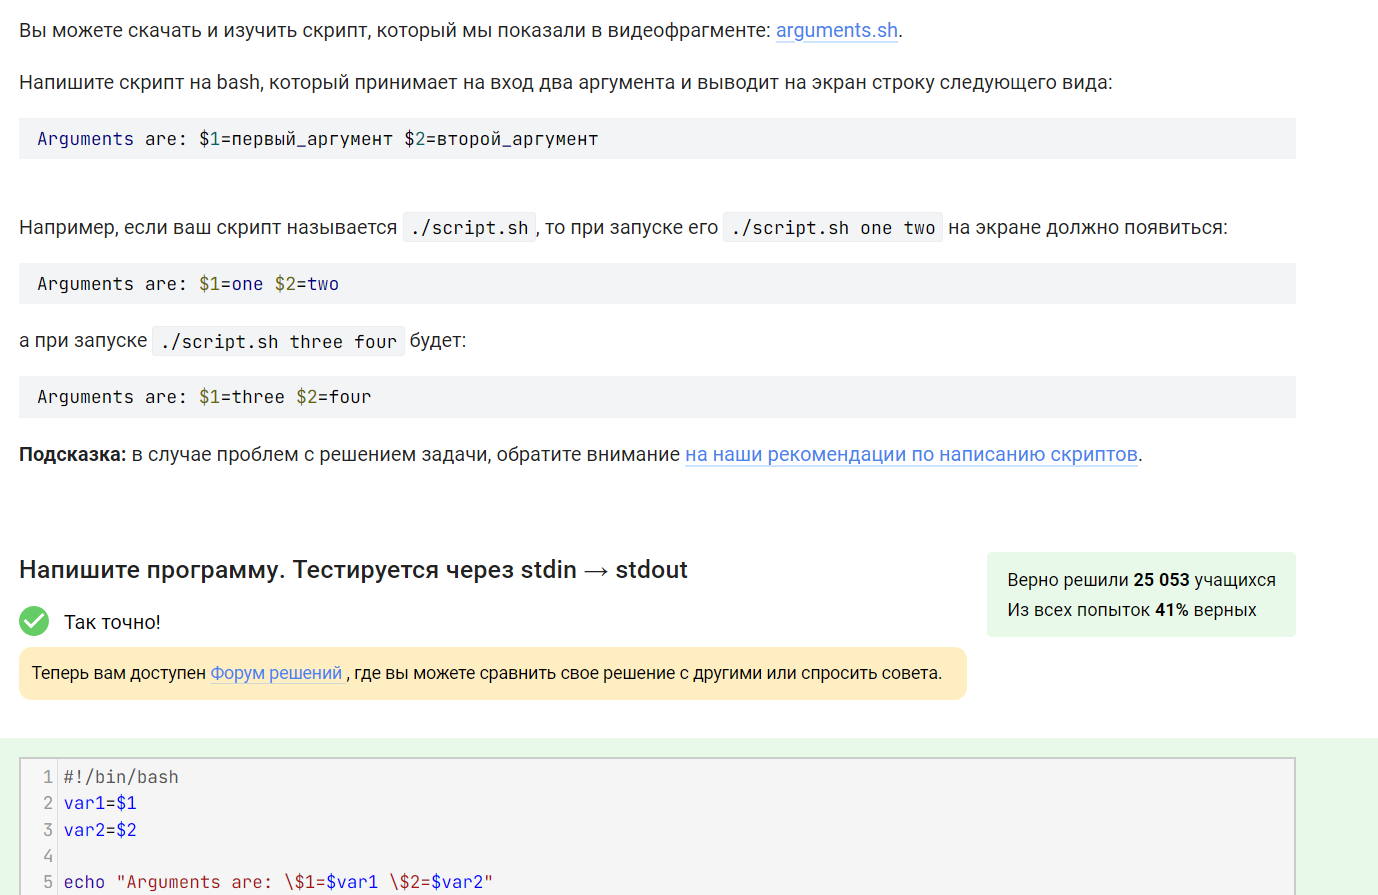 Вы можете скачать и изучить скрипт, который мы показали в видеофрагменте: arguments.sh.
Напишите скрипт на bash, который принимает на вход два аргумента и выводит на экран строку следующего вида:
Arguments are: $1=первый_аргумент $2=второй_аргумент
Например, если ваш скрипт называется ./script.sh , то при запуске его ./script.sh one two на экране должно появиться:
Arguments are: $1=one $2=two
а при запуске ./script.sh three four будет:
Arguments are: $1=three $2=four
Подсказка: в случае проблем с решением задачи, обратите внимание на наши рекомендации по написанию скриптов.
Напишите программу. Тестируется через stdin → stdout
Верно решили 25 053 учащихся
Из всех попыток 41% верных
Так точно!
Теперь вам доступен Форум решений , где вы можете сравнить свое решение с другими или спросить совета.
1 #!/bin/bash
2 var1=$1
3 var2=$2
4
5 echo "Arguments are: \$1=$var1 \$2=$var2"